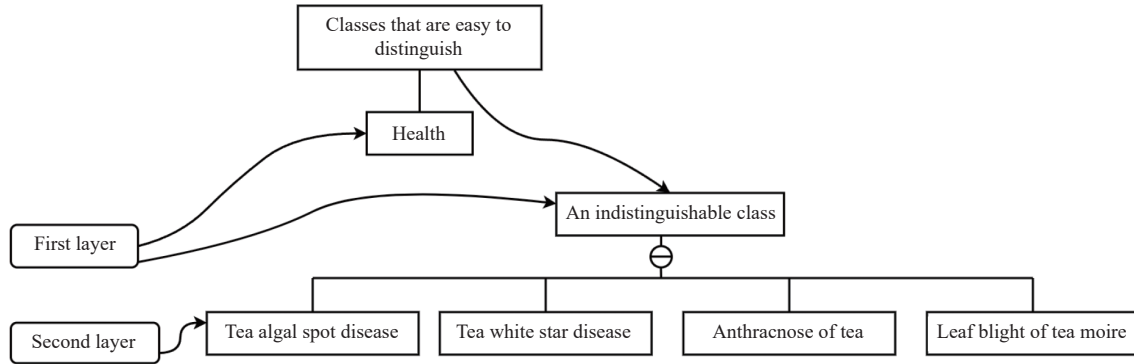 Classes that are easy to
distinguish
Health
An indistinguishable class
First layer
Tea algal spot disease
Tea white star disease
Anthracnose of tea
Leaf blight of tea moire
Second layer